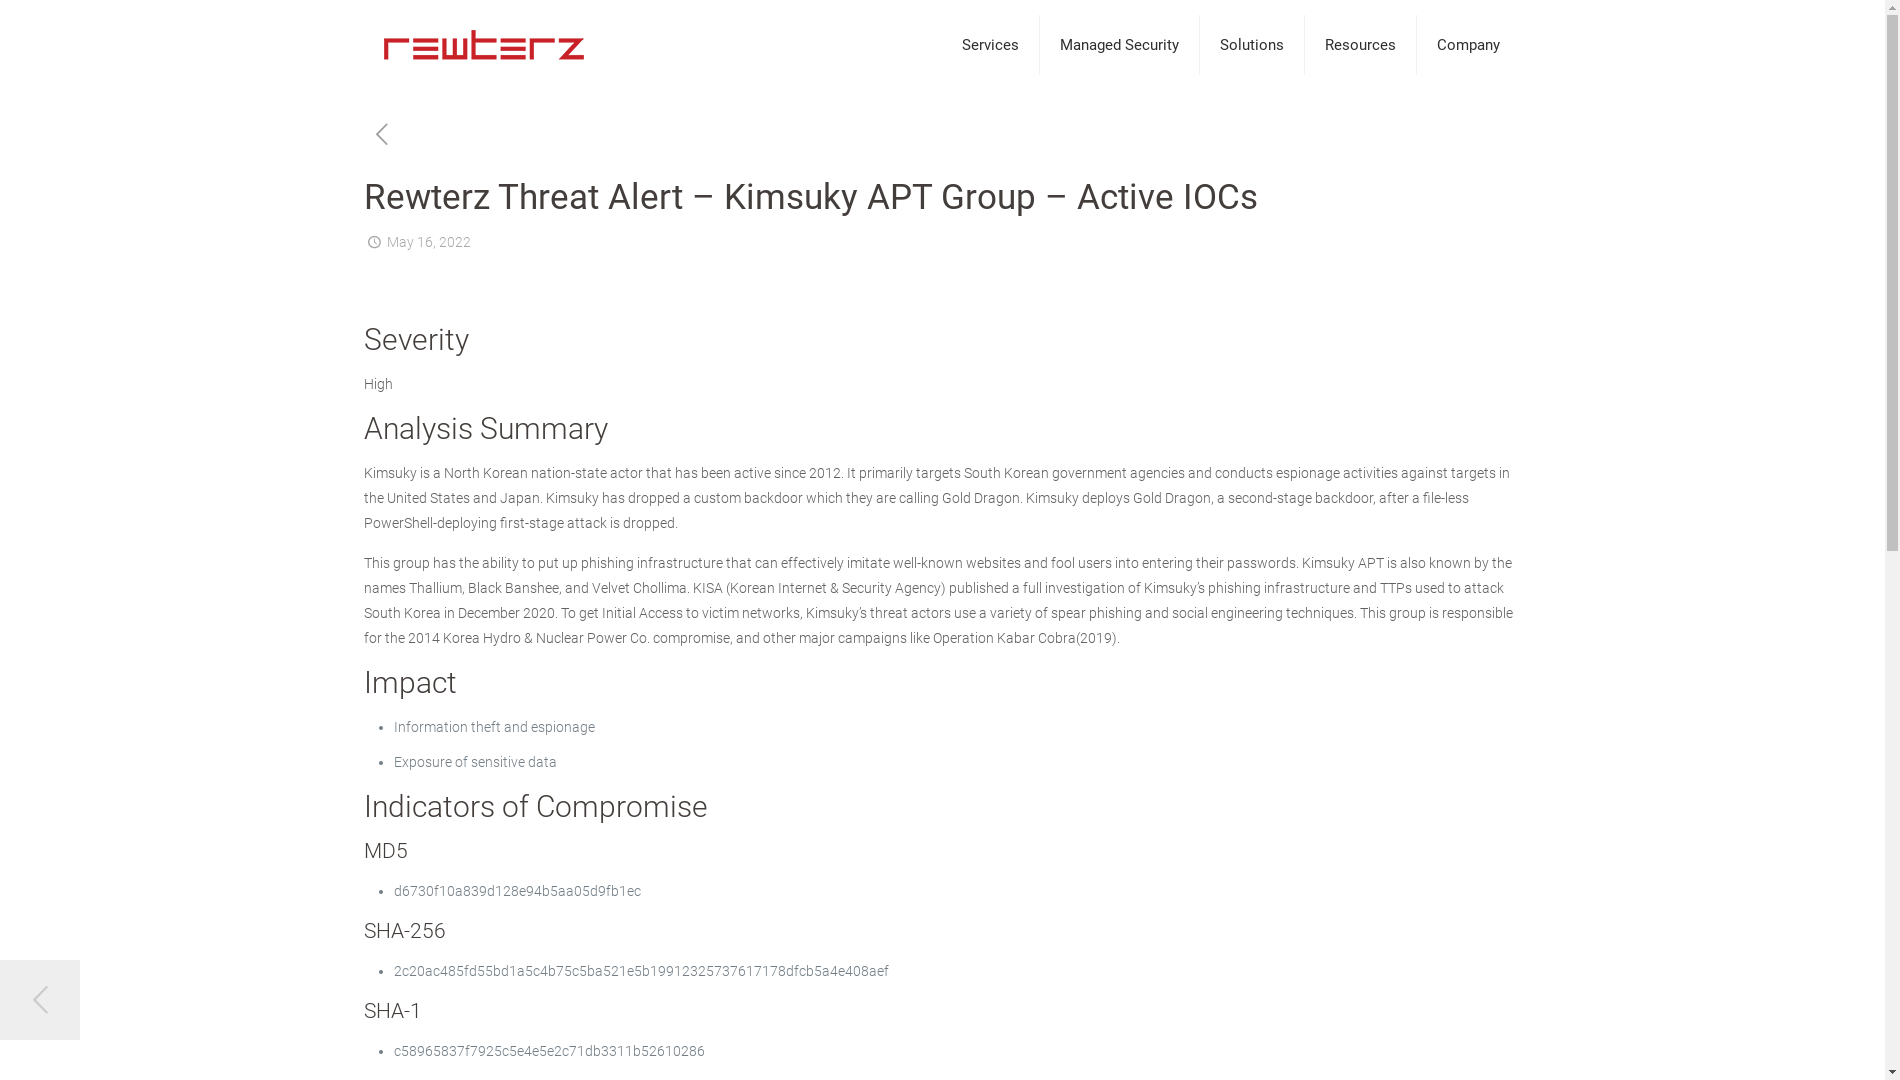 rewterz
Services
Managed Security
Solutions
Resources
Company
Rewterz Threat Alert – Kimsuky APT Group – Active IOCs
May 16, 2022
Severity
High
Analysis Summary
Kimsuky is a North Korean nation-state actor that has been active since 2012. It primarily targets South Korean government agencies and conducts espionage activities against targets in
the United States and Japan. Kimsuky has dropped a custom backdoor which they are calling Gold Dragon. Kimsuky deploys Gold Dragon, a second-stage backdoor, after a file-less
PowerShell-deploying first-stage attack is dropped.
This group has the ability to put up phishing infrastructure that can effectively imitate well-known websites and fool users into entering their passwords. Kimsuky APT is also known by the
names Thallium, Black Banshee, and Velvet Chollima. KISA (Korean Internet & Security Agency) published a full investigation of Kimsuky’s phishing infrastructure and TTPs used to attack
South Korea in December 2020. To get Initial Access to victim networks, Kimsuky’s threat actors use a variety of spear phishing and social engineering techniques. This group is responsible
for the 2014 Korea Hydro & Nuclear Power Co. compromise, and other major campaigns like Operation Kabar Cobra(2019).
Impact
• Information theft and espionage
• Exposure of sensitive data
Indicators of Compromise
MD5
• d6730f10a839d128e94b5aa05d9fb1ec
SHA-256
• 2c20ac485fd55bd1a5c4b75c5ba521e5b19912325737617178dfcb5a4e408aef
SHA-1
• c58965837f7925c5e4e5e2c71db3311b52610286